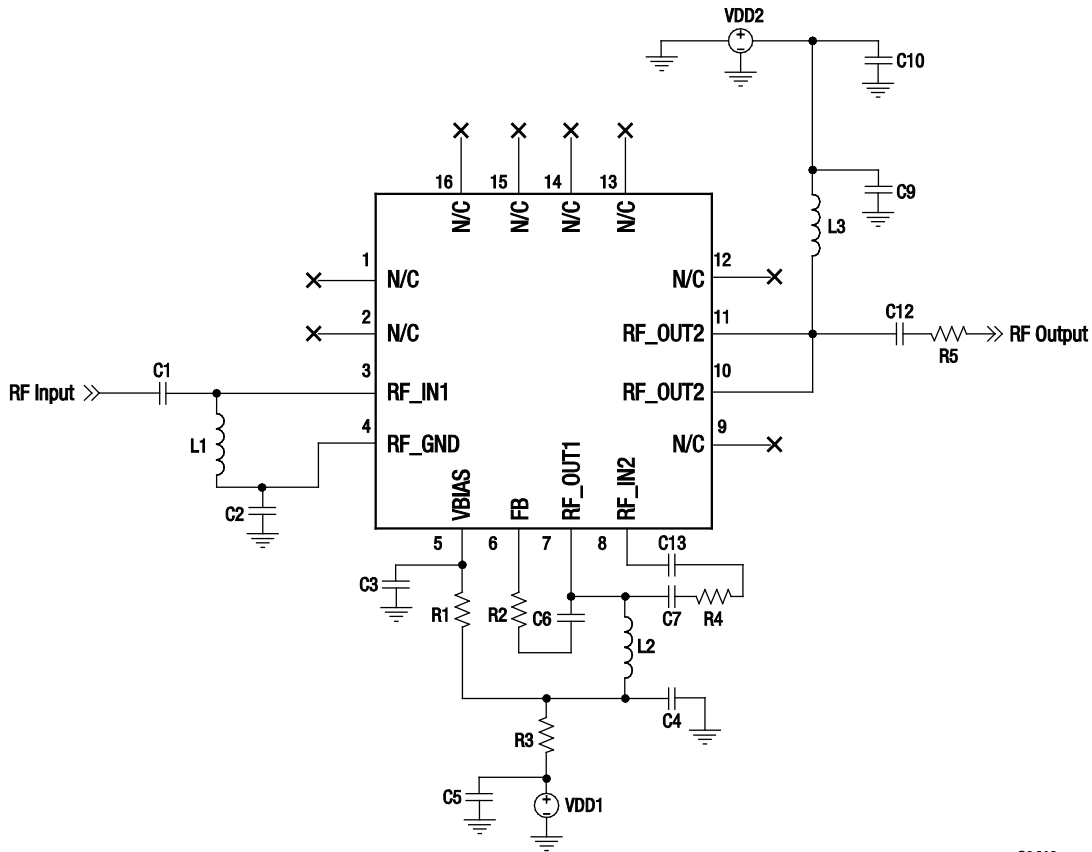 VDD2
C10
C9
L3
16 15 14 13
N/C N/C N/C N/C
1
N/C
2
N/C
3
RF_IN1
4
RF_GND
12
N/C
11
RF_OUT2
10
RF_OUT2
9
N/C
C12
R5
RF Output
RF Input
C1
L1
C2
VBIAS FB RF_OUT1 RF_IN2
5 6 7 8
C13
C3
R1
R2
C6
C7
R4
L2
C4
R3
C5
VDD1